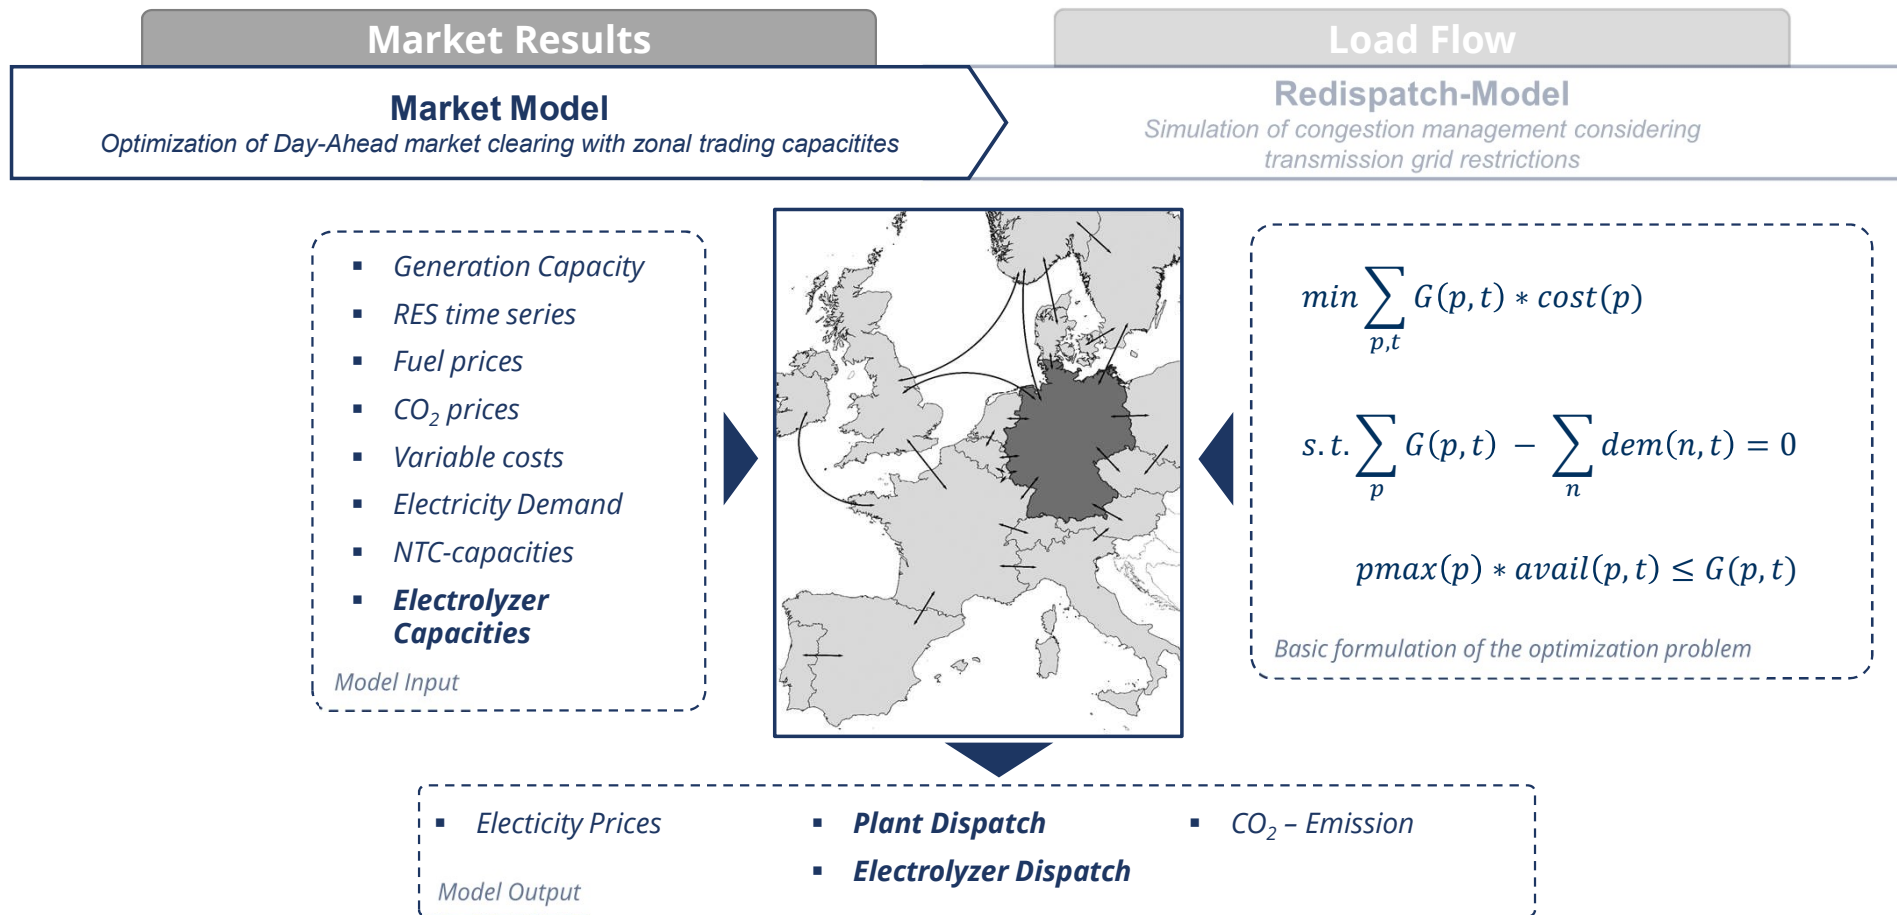 Market Results
Load Flow
Market Model
Optimization of Day-Ahead market clearing with zonal trading capacitites
Redispatch-Model
Simulation of congestion management considering
transmission grid restrictions
▪ Generation Capacity
▪ RES time series
▪ Fuel prices
▪ CO₂ prices
▪ Variable costs
▪ Electricity Demand
▪ NTC-capacities
▪ Electrolyzer
Capacities
Model Input
min ∑ G(p, t) ∗ cost(p)
p,t
s. t. ∑ G(p, t) − ∑ dem(n, t) = 0
p n
pmax(p) ∗ avail(p, t) ≤ G(p, t)
Basic formulation of the optimization problem
▪ Electicity Prices
▪ Plant Dispatch
▪ CO₂ – Emission
▪ Electrolyzer Dispatch
Model Output